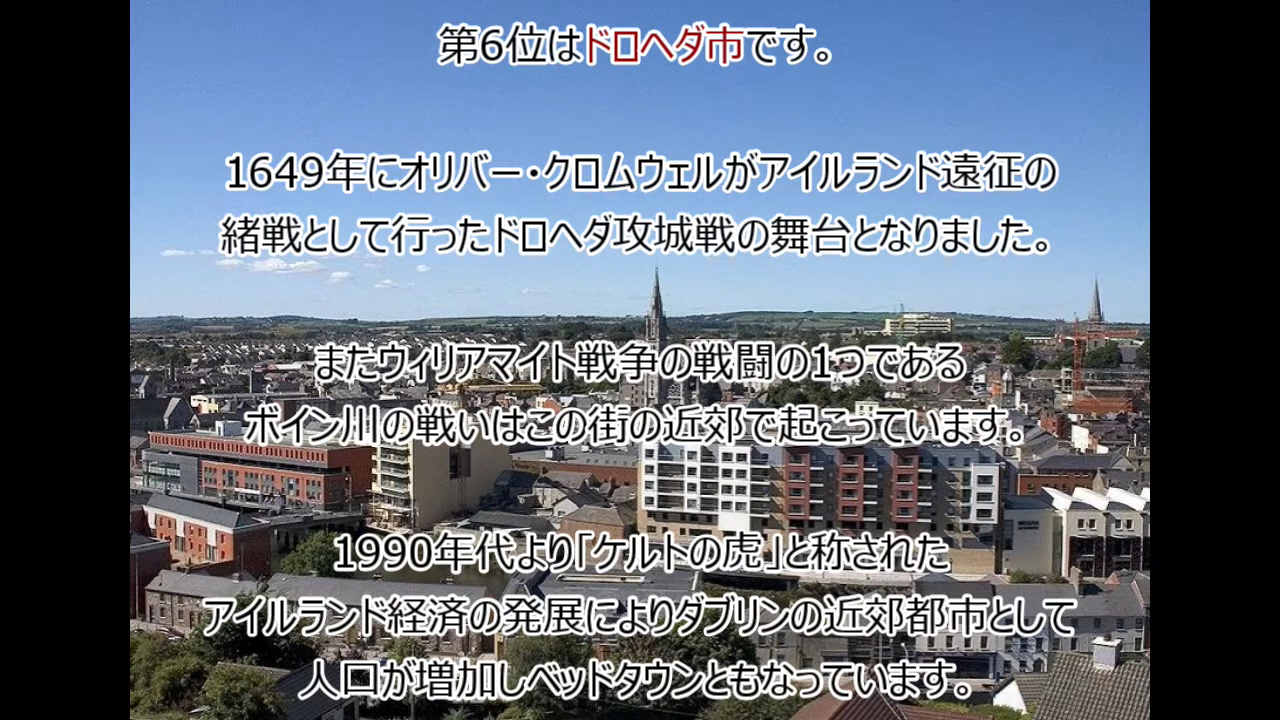 第6位はドロヘダ市です。
1649年にオリバー・クロムウェルがアイルランド遠征の
緒戦として行ったドロヘダ攻城戦の舞台となりました。
またウィリアマイト戦争の戦闘の1つである
ボイン川の戦いはこの街の近郊で起こっています。
1990年代より「ケルトの虎」と称された
アイルランド経済の発展によりダブリンの近郊都市として
人口が増加しベッドタウンともなっています。